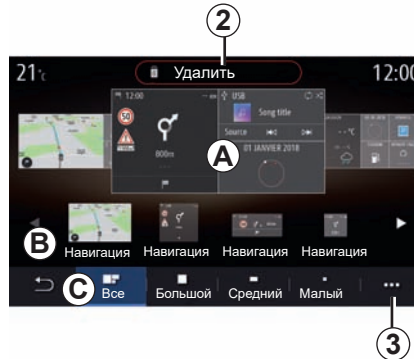 2
21°c
Удалить
12:00
12:00
USB
50
Song title
Source
800m
A
01 JANVIER 2018
B
Навигация Навигация Навигация Навигация
C
Все Большой Средний Малый
3